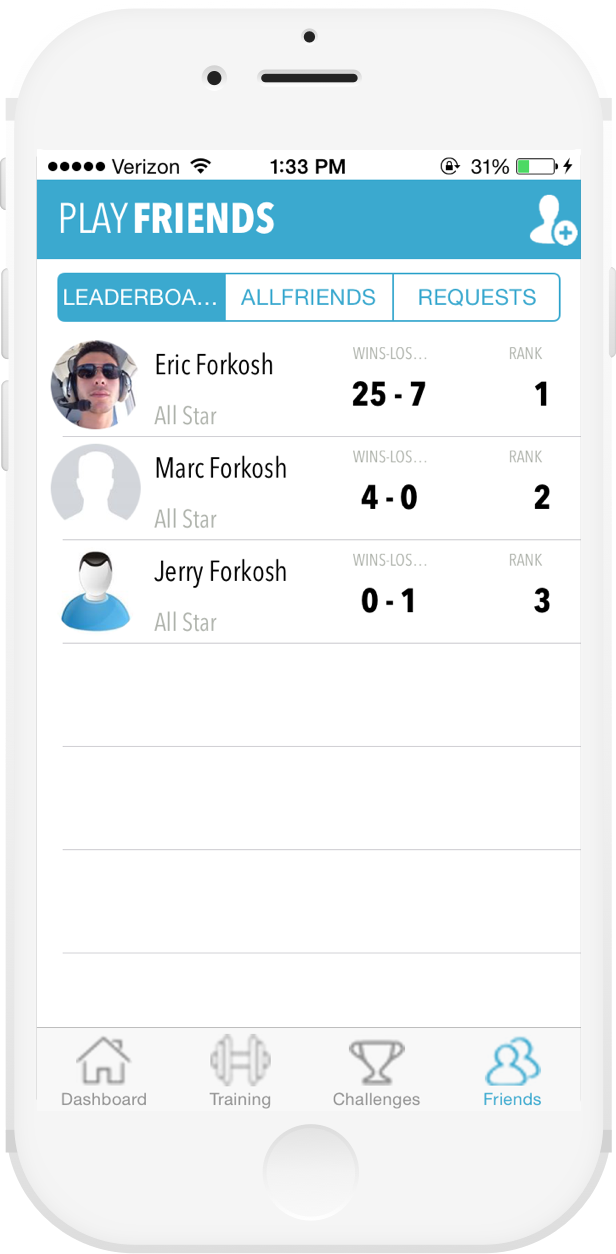 Verizon 1:33 PM 31%
PLAY FRIENDS
LEADERBOA... ALLFRIENDS REQUESTS
Eric Forkosh WINS-LOS... RANK
25 - 7 1
All Star
Marc Forkosh WINS-LOS... RANK
4 - 0 2
All Star
Jerry Forkosh WINS-LOS... RANK
0 - 1 3
All Star
Dashboard Training Challenges Friends